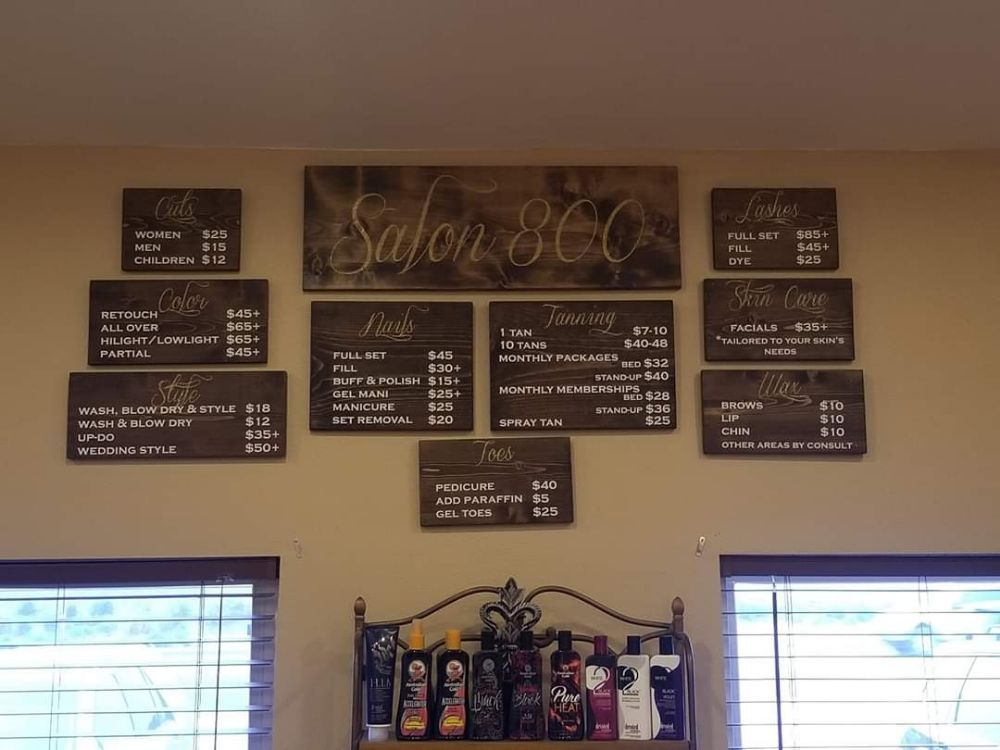 Salon 800
Cuts
WOMEN $25
MEN $15
CHILDREN $12
Color
RETOUCH $45+
ALL OVER $65+
HILIGHT/LOWLIGHT $65+
PARTIAL $45+
Style
WASH, BLOW DRY & STYLE $18
WASH & BLOW DRY $12
UP-DO $35+
WEDDING STYLE $50+
Nails
FULL SET $45
FILL $30+
BUFF & POLISH $15+
GEL MANI $25+
MANICURE $25
SET REMOVAL $20
Tanning
1 TAN $7-10
10 TANS $40-48
MONTHLY PACKAGES
BED $32
STAND-UP $40
MONTHLY MEMBERSHIPS
BED $28
STAND-UP $36
SPRAY TAN $25
Toes
PEDICURE $40
ADD PARAFFIN $5
GEL TOES $25
Lashes
FULL SET $85+
FILL $45+
DYE $25
Skin Care
FACIALS $35+
*TAILORED TO YOUR SKIN'S
NEEDS
Wax
BROWS $10
LIP $10
CHIN $10
OTHER AREAS BY CONSULT
Pure
HEAT
2
BLACK
2
BLACK